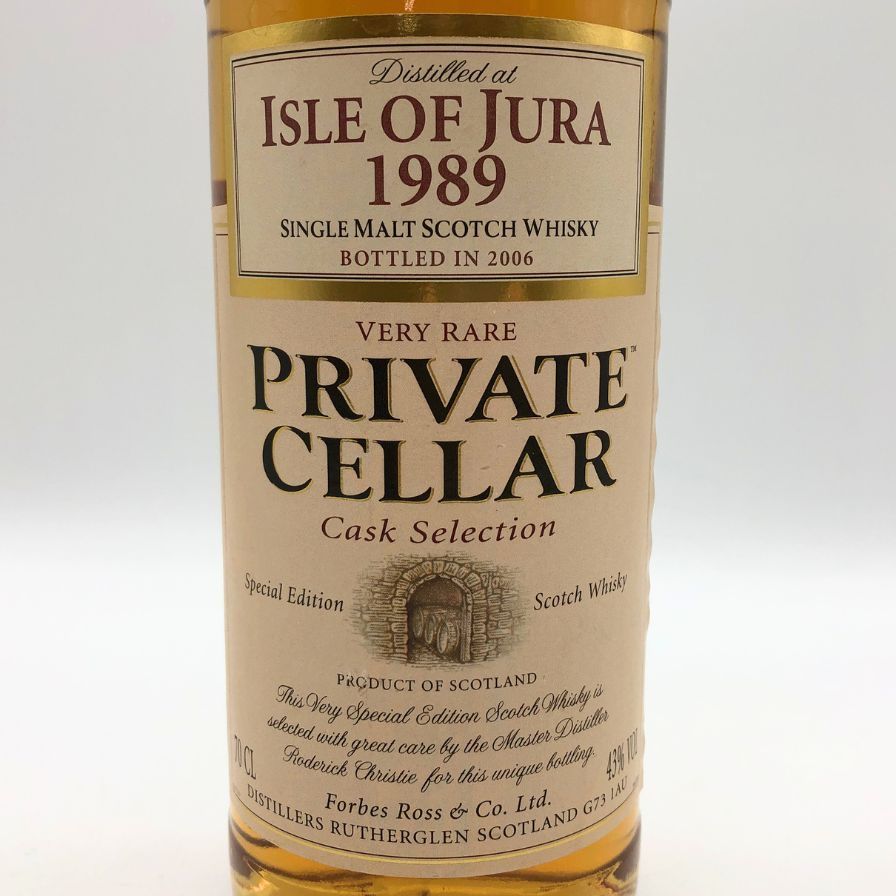 Distilled at
ISLE OF JURA
1989
SINGLE MALT SCOTCH WHISKY
BOTTLED IN 2006
VERY RARE
PRIVATE™
CELLAR
Cask Selection
Special Edition
Scotch Whisky
PRODUCT OF SCOTLAND
This Very Special Edition Scotch Whisky is
selected with great care by the Master Distiller
Roderick Christie for this unique bottling.
70 CL
43% VOL
Forbes Ross & Co. Ltd.
DISTILLERS RUTHERGLEN SCOTLAND G73 1AU